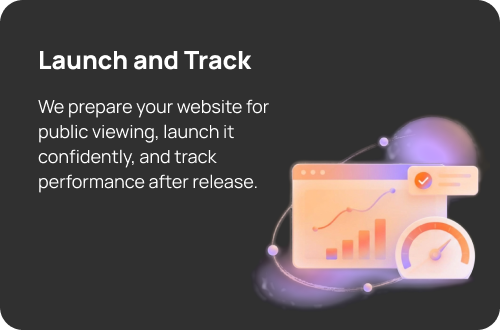 Launch and Track
We prepare your website for
public viewing, launch it
confidently, and track
performance after release.